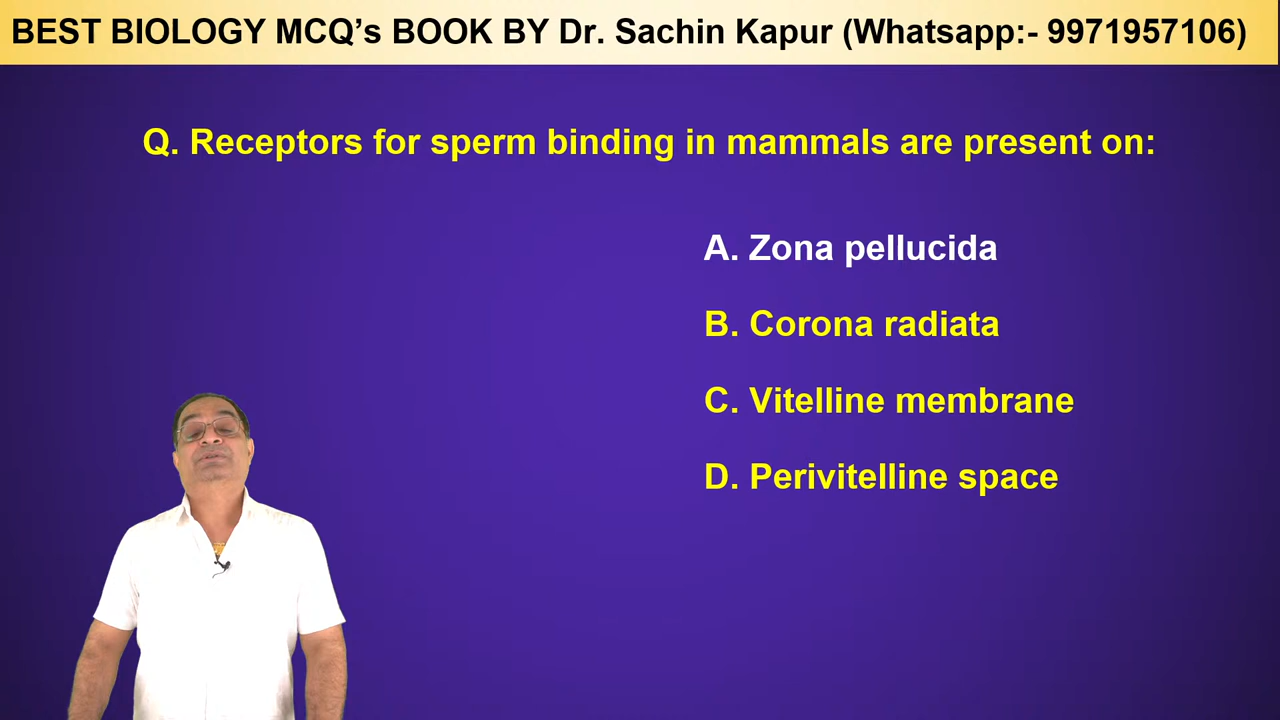 BEST BIOLOGY MCQ’s BOOK BY Dr. Sachin Kapur (Whatsapp:- 9971957106)
Q. Receptors for sperm binding in mammals are present on:
A. Zona pellucida
B. Corona radiata
C. Vitelline membrane
D. Perivitelline space